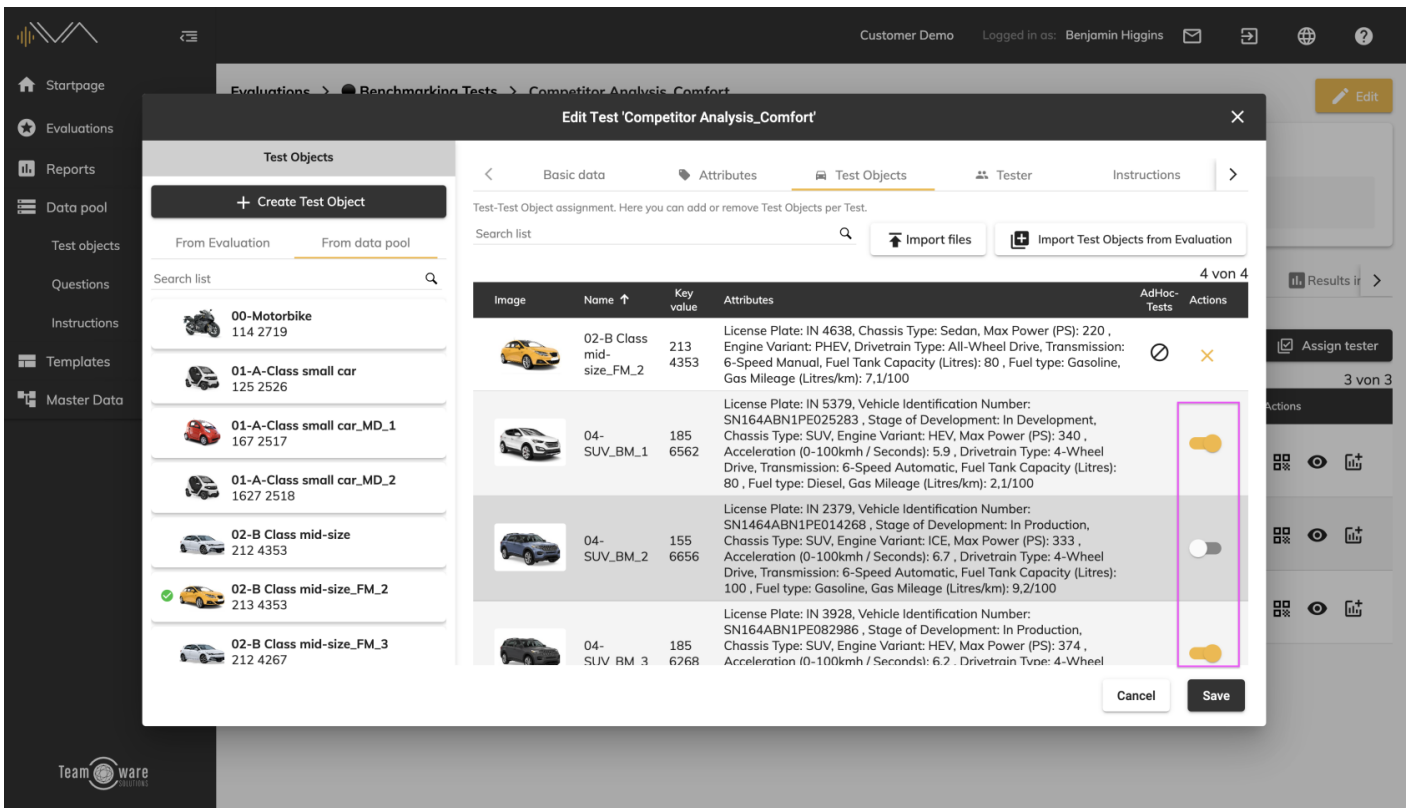 Customer Demo
Logged in as: Benjamin Higgins
Startpage
Evaluations
Reports
Data pool
Test objects
Questions
Instructions
Templates
Master Data
Team ware
SOLUTIONS
Evaluations > Benchmarking Tests > Competitor Analysis_Comfort
Edit
Edit Test 'Competitor Analysis_Comfort'
Test Objects
+ Create Test Object
From Evaluation
From data pool
Search list
00-Motorbike
114 2719
01-A-Class small car
125 2526
01-A-Class small car_MD_1
167 2517
01-A-Class small car_MD_2
1627 2518
02-B Class mid-size
212 4353
02-B Class mid-size_FM_2
213 4353
02-B Class mid-size_FM_3
212 4267
Basic data
Attributes
Test Objects
Tester
Instructions
Test-Test Object assignment. Here you can add or remove Test Objects per Test.
Search list
Import files
Import Test Objects from Evaluation
4 von 4
Image
Name
Key
value
Attributes
AdHoc-
Tests
Actions
02-B Class
mid-
size_FM_2
213
4353
License Plate: IN 4638, Chassis Type: Sedan, Max Power (PS): 220 ,
Engine Variant: PHEV, Drivetrain Type: All-Wheel Drive, Transmission:
6-Speed Manual, Fuel Tank Capacity (Litres): 80 , Fuel type: Gasoline,
Gas Mileage (Litres/km): 7,1/100
04-
SUV_BM_1
185
6562
License Plate: IN 5379, Vehicle Identification Number:
SN164ABN1PE025283 , Stage of Development: In Development,
Chassis Type: SUV, Engine Variant: HEV, Max Power (PS): 340 ,
Acceleration (0-100kmh / Seconds): 5.9 , Drivetrain Type: 4-Wheel
Drive, Transmission: 6-Speed Automatic, Fuel Tank Capacity (Litres):
80 , Fuel type: Diesel, Gas Mileage (Litres/km): 2,1/100
04-
SUV_BM_2
155
6656
License Plate: IN 2379, Vehicle Identification Number:
SN1464ABN1PE014268 , Stage of Development: In Production,
Chassis Type: SUV, Engine Variant: ICE, Max Power (PS): 333 ,
Acceleration (0-100kmh / Seconds): 6.7 , Drivetrain Type: 4-Wheel
Drive, Transmission: 6-Speed Automatic, Fuel Tank Capacity (Litres):
100 , Fuel type: Gasoline, Gas Mileage (Litres/km): 9,2/100
04-
SUV_BM_3
185
6268
License Plate: IN 3928, Vehicle Identification Number:
SN164ABN1PE082986 , Stage of Development: In Production,
Chassis Type: SUV, Engine Variant: HEV, Max Power (PS): 374 ,
Acceleration (0-100kmh / Seconds): 6.2 , Drivetrain Type: 4-Wheel
Cancel
Save
Results ir
Assign tester
3 von 3
Actions